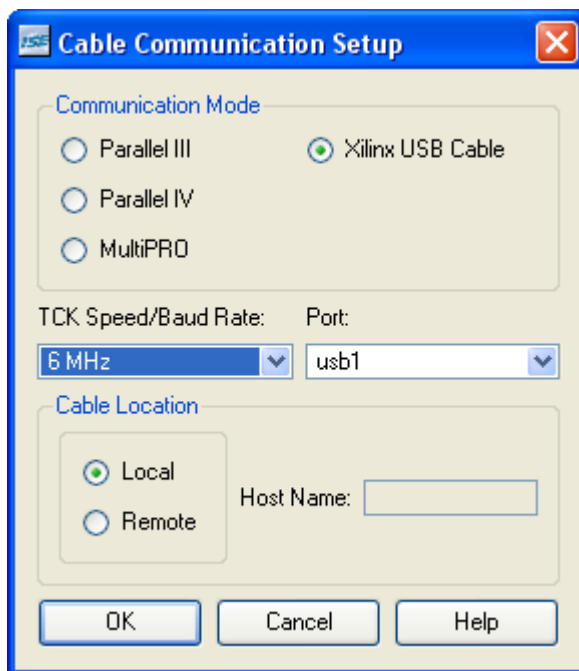 ISE Cable Communication Setup
Communication Mode
Parallel III Xilinx USB Cable
Parallel IV
MultiPRO
TCK Speed/Baud Rate: Port:
6 MHz usb1
Cable Location
Local
Host Name:
Remote
OK Cancel Help